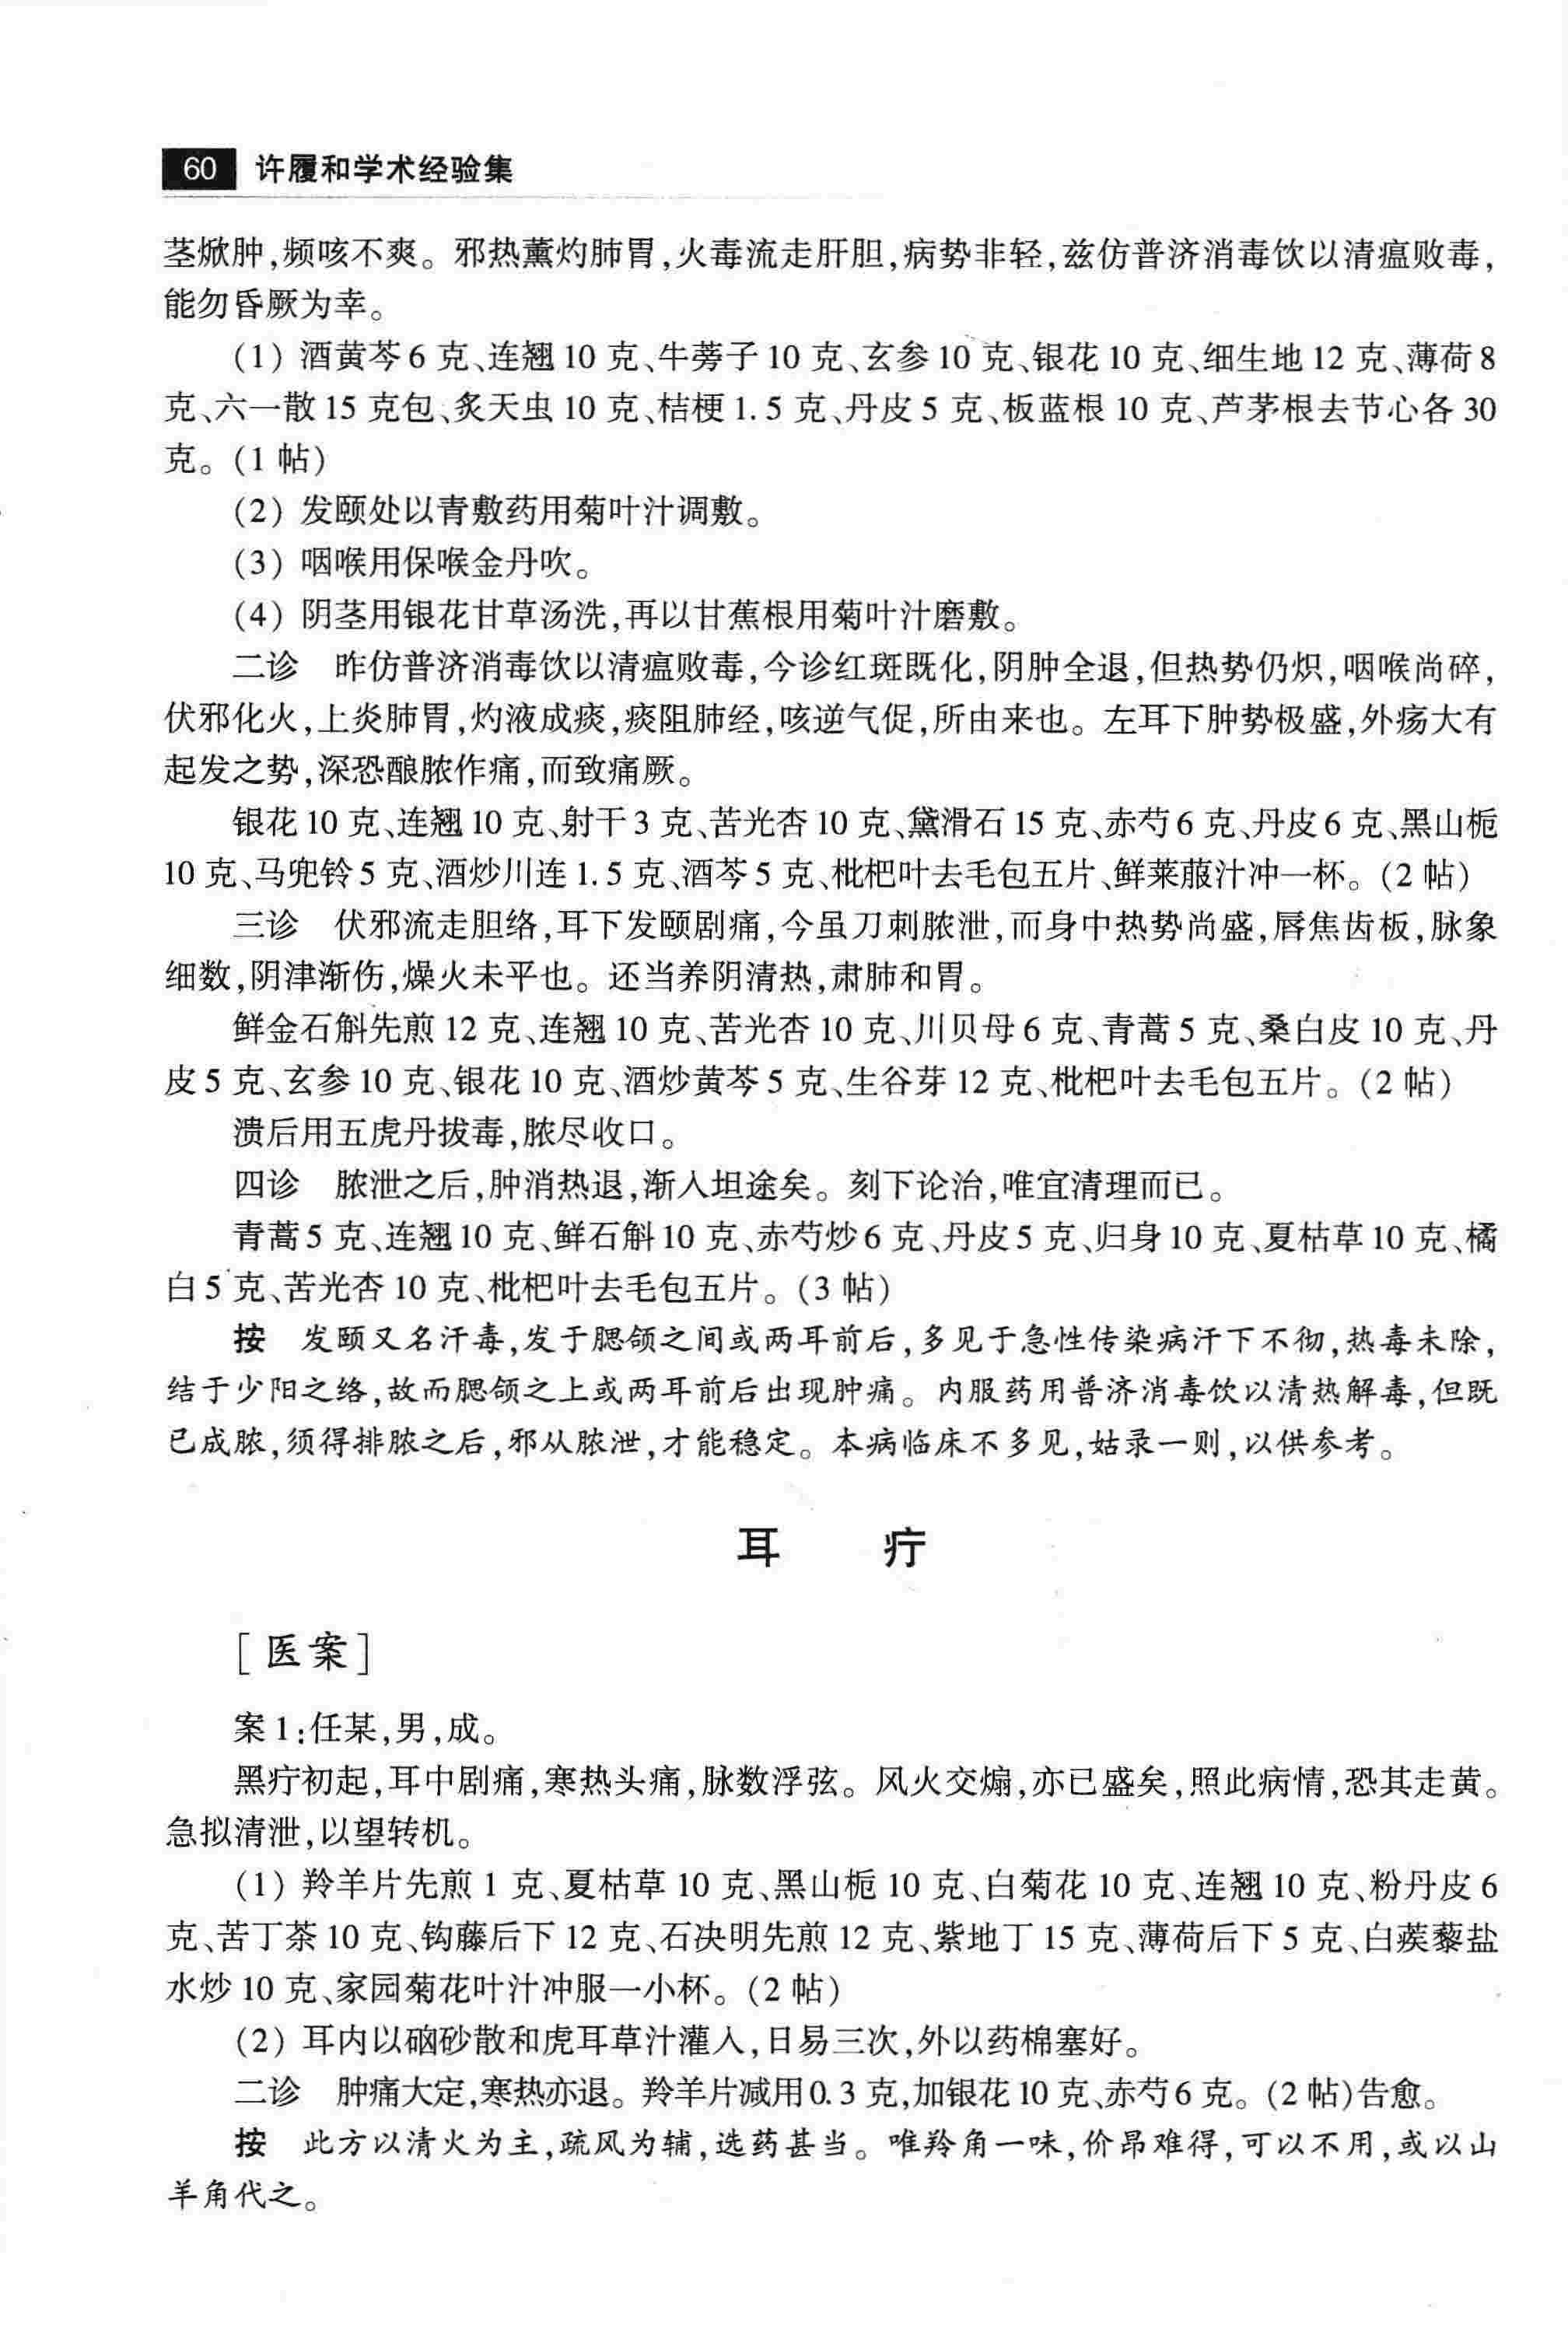 60 许履和学术经验集
茎焮肿,频咳不爽。邪热薰灼肺胃,火毒流走肝胆,病势非轻,兹仿普济消毒饮以清瘟败毒,
能勿昏厥为幸。
(1) 酒黄芩6克、连翘10克、牛蒡子10克、玄参10克、银花10克、细生地12克、薄荷8
克、六一散15克包、炙天虫10克、桔梗1.5克、丹皮5克、板蓝根10克、芦茅根去节心各30
克。(1帖)
(2) 发颐处以青敷药用菊叶汁调敷。
(3) 咽喉用保喉金丹吹。
(4) 阴茎用银花甘草汤洗,再以甘蕉根用菊叶汁磨敷。
二诊 昨仿普济消毒饮以清瘟败毒,今诊红斑既化,阴肿全退,但热势仍炽,咽喉尚碎,
伏邪化火,上炎肺胃,灼液成痰,痰阻肺经,咳逆气促,所由来也。左耳下肿势极盛,外疡大有
起发之势,深恐酿脓作痛,而致痛厥。
银花10克、连翘10克、射干3克、苦光杏10克、黛滑石15克、赤芍6克、丹皮6克、黑山栀
10克、马兜铃5克、酒炒川连1.5克、酒芩5克、枇杷叶去毛包五片、鲜莱菔汁冲一杯。(2帖)
三诊 伏邪流走胆络,耳下发颐剧痛,今虽刀刺脓泄,而身中热势尚盛,唇焦齿板,脉象
细数,阴津渐伤,燥火未平也。还当养阴清热,肃肺和胃。
鲜金石斛先煎12克、连翘10克、苦光杏10克、川贝母6克、青蒿5克、桑白皮10克、丹
皮5克、玄参10克、银花10克、酒炒黄芩5克、生谷芽12克、枇杷叶去毛包五片。(2帖)
溃后用五虎丹拔毒,脓尽收口。
四诊 脓泄之后,肿消热退,渐入坦途矣。刻下论治,唯宜清理而已。
青蒿5克、连翘10克、鲜石斛10克、赤芍炒6克、丹皮5克、归身10克、夏枯草10克、橘
白5克、苦光杏10克、枇杷叶去毛包五片。(3帖)
按 发颐又名汗毒,发于腮颌之间或两耳前后,多见于急性传染病汗下不彻,热毒未除,
结于少阳之络,故而腮颌之上或两耳前后出现肿痛。内服药用普济消毒饮以清热解毒,但既
已成脓,须得排脓之后,邪从脓泄,才能稳定。本病临床不多见,姑录一则,以供参考。
耳 疔
[医案]
案1:任某,男,成。
黑疔初起,耳中剧痛,寒热头痛,脉数浮弦。风火交煽,亦已盛矣,照此病情,恐其走黄。
急拟清泄,以望转机。
(1) 羚羊片先煎1克、夏枯草10克、黑山栀10克、白菊花10克、连翘10克、粉丹皮6
克、苦丁茶10克、钩藤后下12克、石决明先煎12克、紫地丁15克、薄荷后下5克、白蒺藜盐
水炒10克、家园菊花叶汁冲服一小杯。(2帖)
(2) 耳内以硇砂散和虎耳草汁灌入,日易三次,外以药棉塞好。
二诊 肿痛大定,寒热亦退。羚羊片减用0.3克,加银花10克、赤芍6克。(2帖)告愈。
按 此方以清火为主,疏风为辅,选药甚当。唯羚角一味,价昂难得,可以不用,或以山
羊角代之。